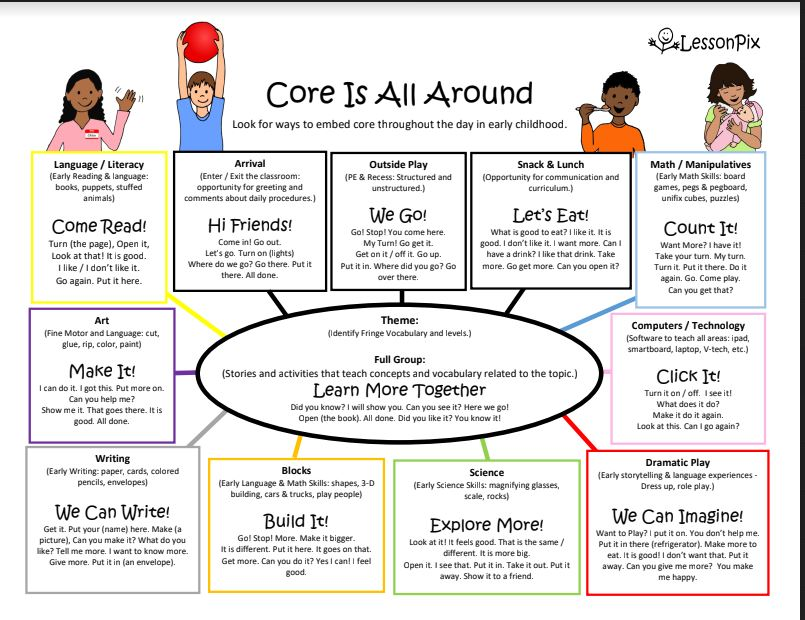 LessonPix
Core Is All Around
Look for ways to embed core throughout the day in early childhood.
Language / Literacy
(Early Reading & language:
books, puppets, stuffed
animals)
Come Read!
Turn (the page), Open it,
Look at that! It is good.
I like / I don't like it.
Go again. Put it here.
Arrival
(Enter / Exit the classroom:
opportunity for greeting and
comments about daily procedures.)
Hi Friends!
Come in! Go out.
Let's go. Turn on (lights)
Where do we go? Go there. Put it
there. All done.
Outside Play
(PE & Recess: Structured and
unstructured.)
We Go!
Go! Stop! You come here.
My Turn! Go get it.
Get on it / off it. Go up.
Put it in. Where did you go? Go
over there.
Snack & Lunch
(Opportunity for communication and
curriculum.)
Let's Eat!
What is good to eat? I like it. It is
good. I don't like it. I want more. Can I
have a drink? I like that drink. Take
more. Go get more. Can you open it?
Math / Manipulatives
(Early Math Skills: board
games, pegs & pegboard,
unifix cubes, puzzles)
Count It!
Want More? I have it!
Take your turn. My turn.
Turn it. Put it there. Do it
again. Go. Come play.
Can you get that?
Art
(Fine Motor and Language: cut,
glue, rip, color, paint)
Make It!
I can do it. I got this. Put more on.
Can you help me?
Show me it. That goes there. It is
good. All done.
Theme:
(Identify Fringe Vocabulary and levels.)
Full Group:
(Stories and activities that teach concepts and vocabulary related to the topic.)
Learn More Together
Did you know? I will show you. Can you see it? Here we go!
Open (the book). All done. Did you like it? You know it!
Computers / Technology
(Software to teach all areas: ipad,
smartboard, laptop, V-tech, etc.)
Click It!
Turn it on / off.  I see it!
What does it do?
Make it do it again.
Look at this. Can I go again?
Writing
(Early Writing: paper, cards, colored
pencils, envelopes)
We Can Write!
Get it. Put your (name) here. Make (a
picture), Can you make it? What do you
like? Tell me more. I want to know more.
Give more. Put it in (an envelope).
Blocks
(Early Language & Math Skills: shapes, 3-D
building, cars & trucks, play people)
Build It!
Go! Stop! More. Make it bigger.
It is different. Put it here. It goes on that.
Get more. Can you do it? Yes I can! I feel
good.
Science
(Early Science Skills: magnifying glasses,
scale, rocks)
Explore More!
Look at it! It feels good. That is the same /
different. It is more big.
Open it. I see that. Put it in. Take it out. Put it
away. Show it to a friend.
Dramatic Play
(Early storytelling & language experiences -
Dress up, role play.)
We Can Imagine!
Want to Play? I put it on. You don't help me.
Put it in there (refrigerator). Make more to
eat. It is good! I don't want that. Put it
away. Can you give me more?  You make
me happy.